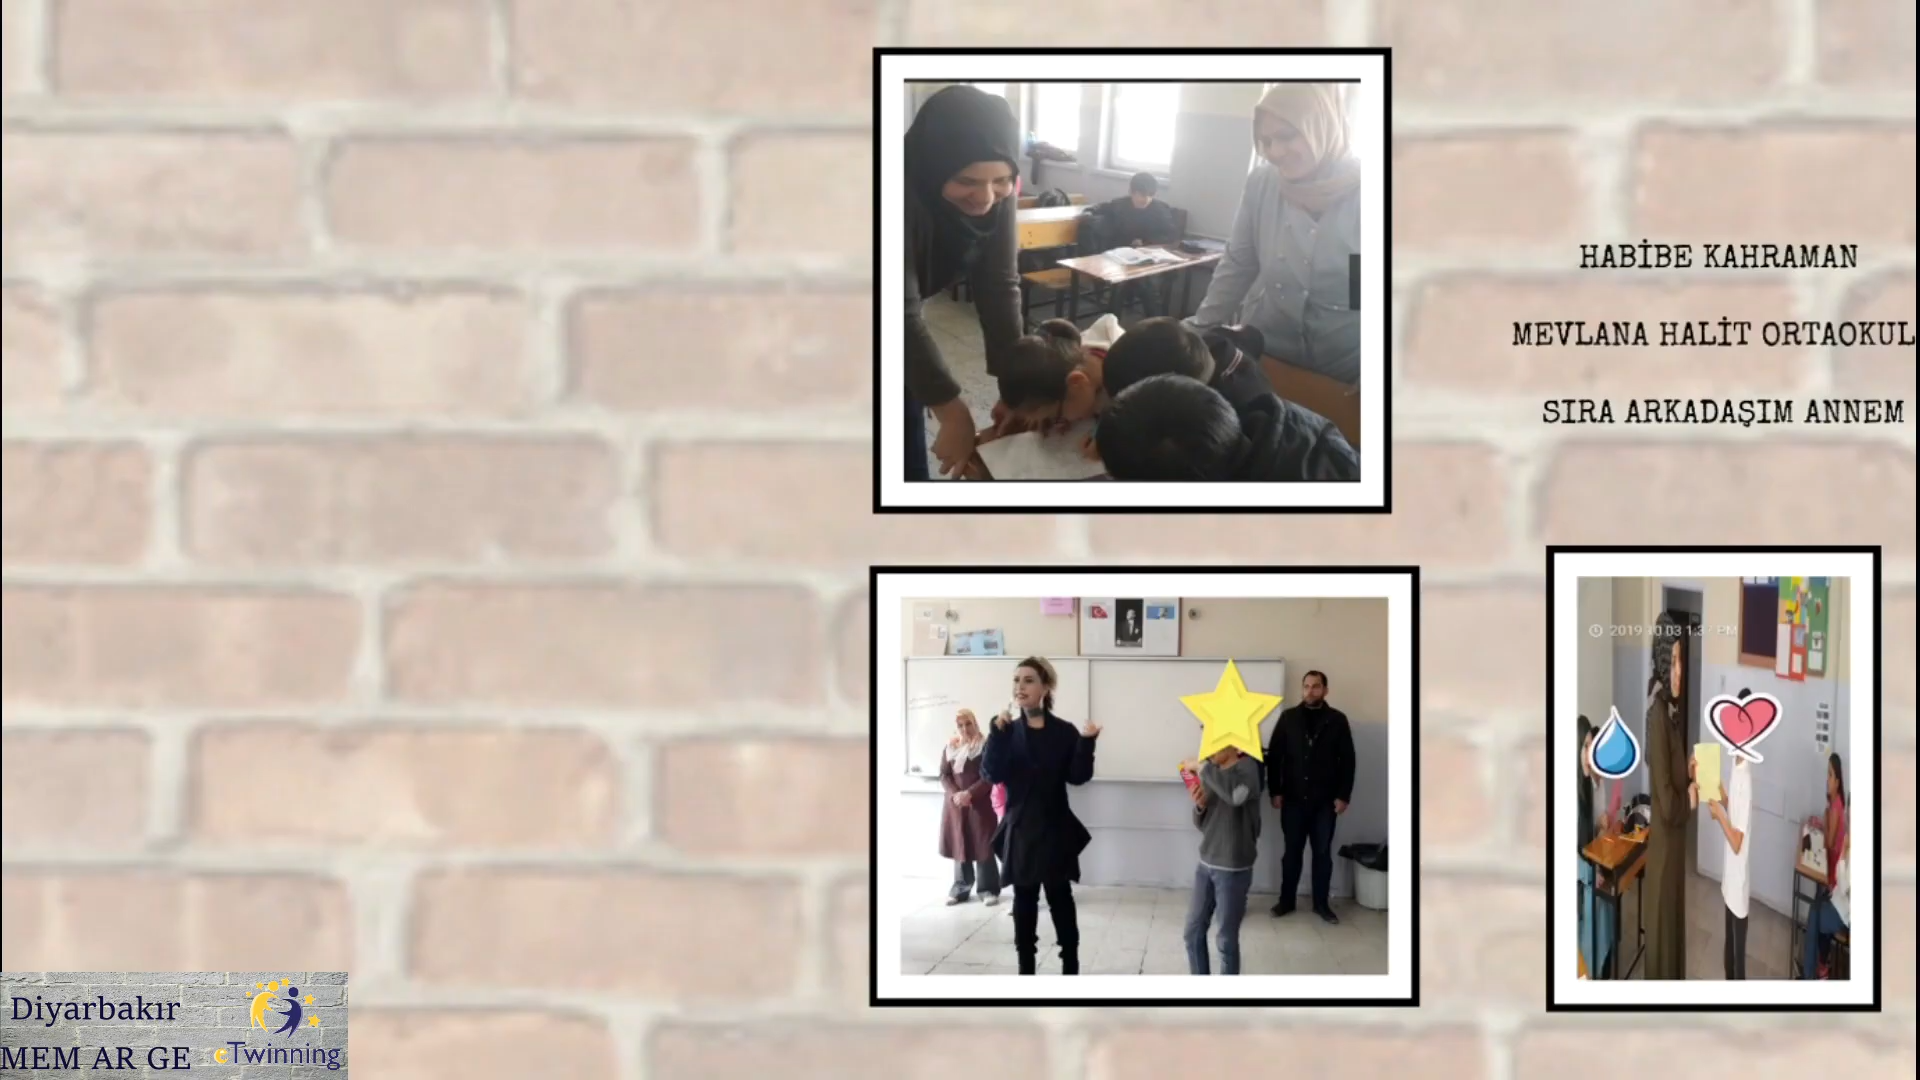 HABİBE KAHRAMAN
MEVLANA HALİT ORTAOKUL
SIRA ARKADAŞIM ANNEM
Diyarbakır
MEM AR GE
eTwinning